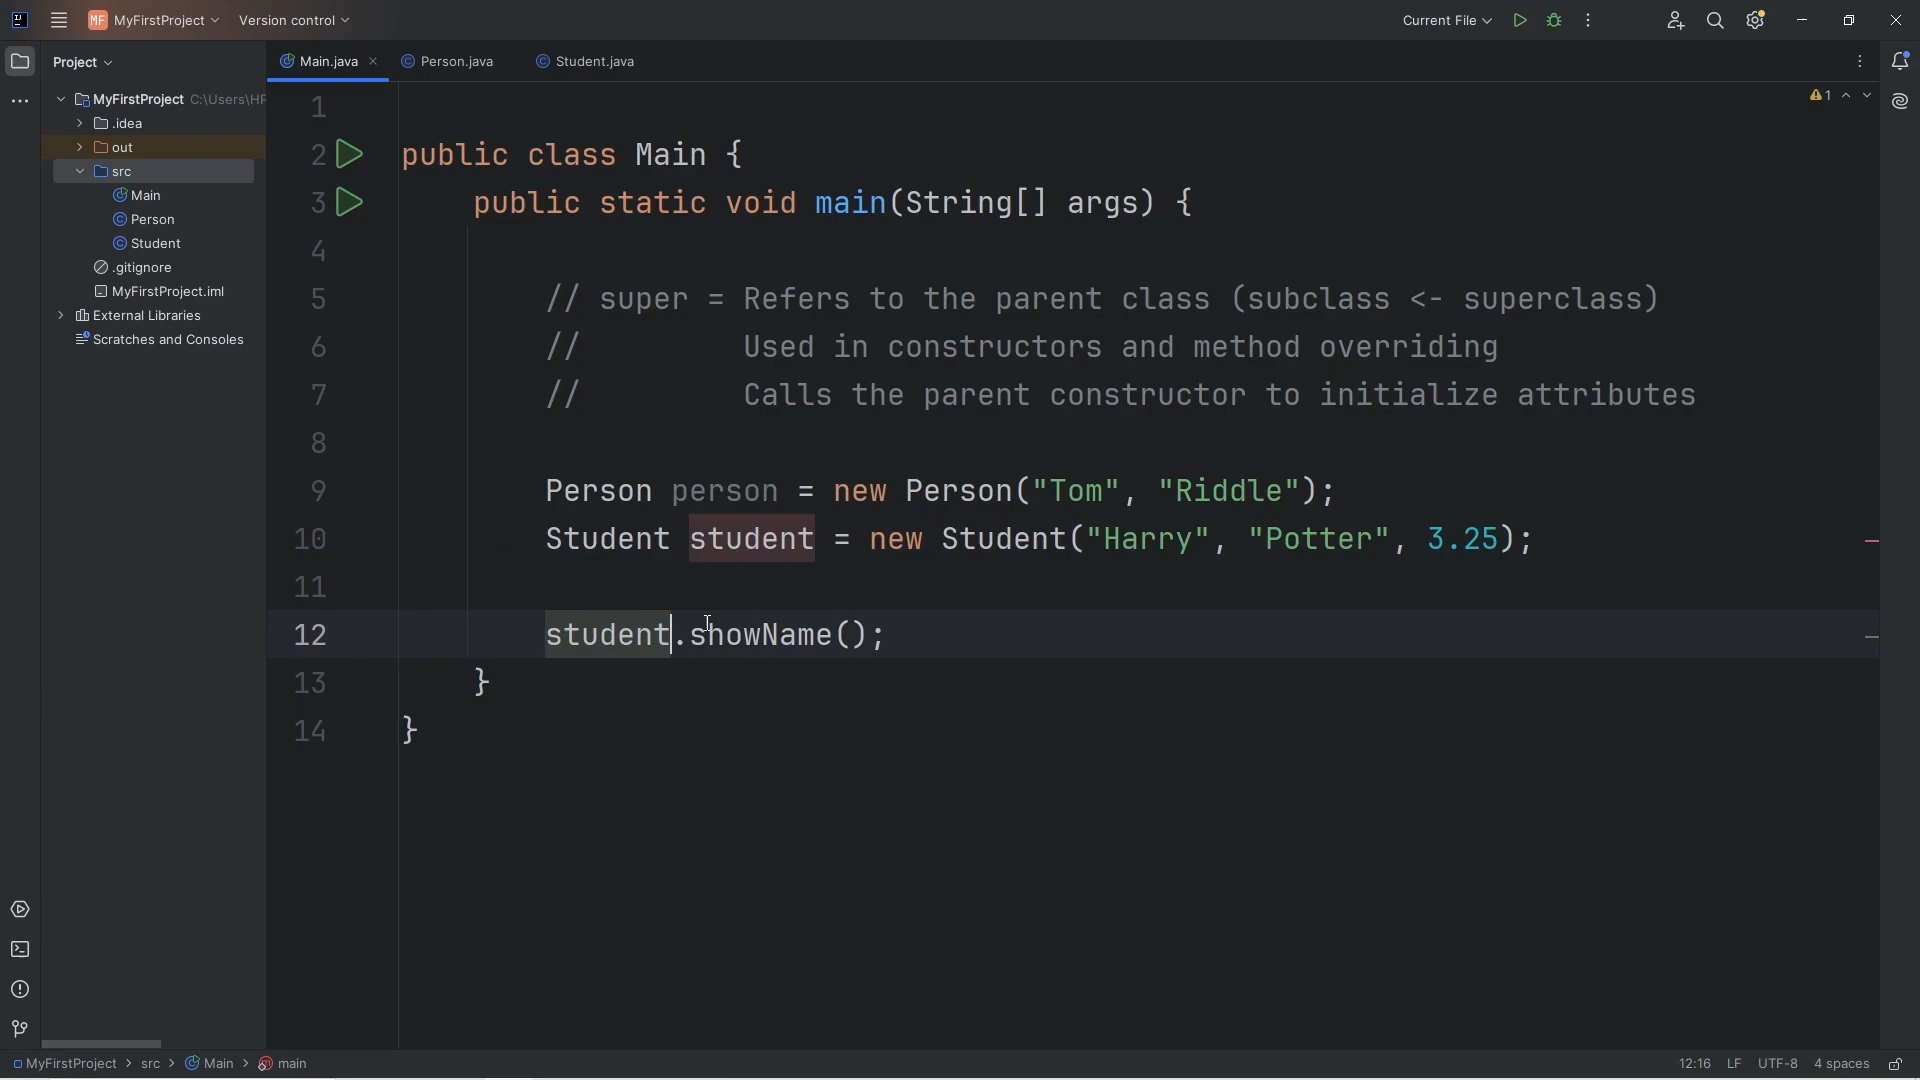 MF MyFirstProject Version control Current File
Project Main.java Person.java Student.java
MyFirstProject C:\Users\HP
.idea
out
src
Main
Person
Student
.gitignore
MyFirstProject.iml
External Libraries
Scratches and Consoles
1
1
2 public class Main {
3 public static void main(String[] args) {
4
5 // super = Refers to the parent class (subclass <- superclass)
6 // Used in constructors and method overriding
7 // Calls the parent constructor to initialize attributes
8
9 Person person = new Person("Tom", "Riddle");
10 Student student = new Student("Harry", "Potter", 3.25);
11
12 student.showName();
13 }
14 }
MyFirstProject > src > Main > main 12:16 LF UTF-8 4 spaces